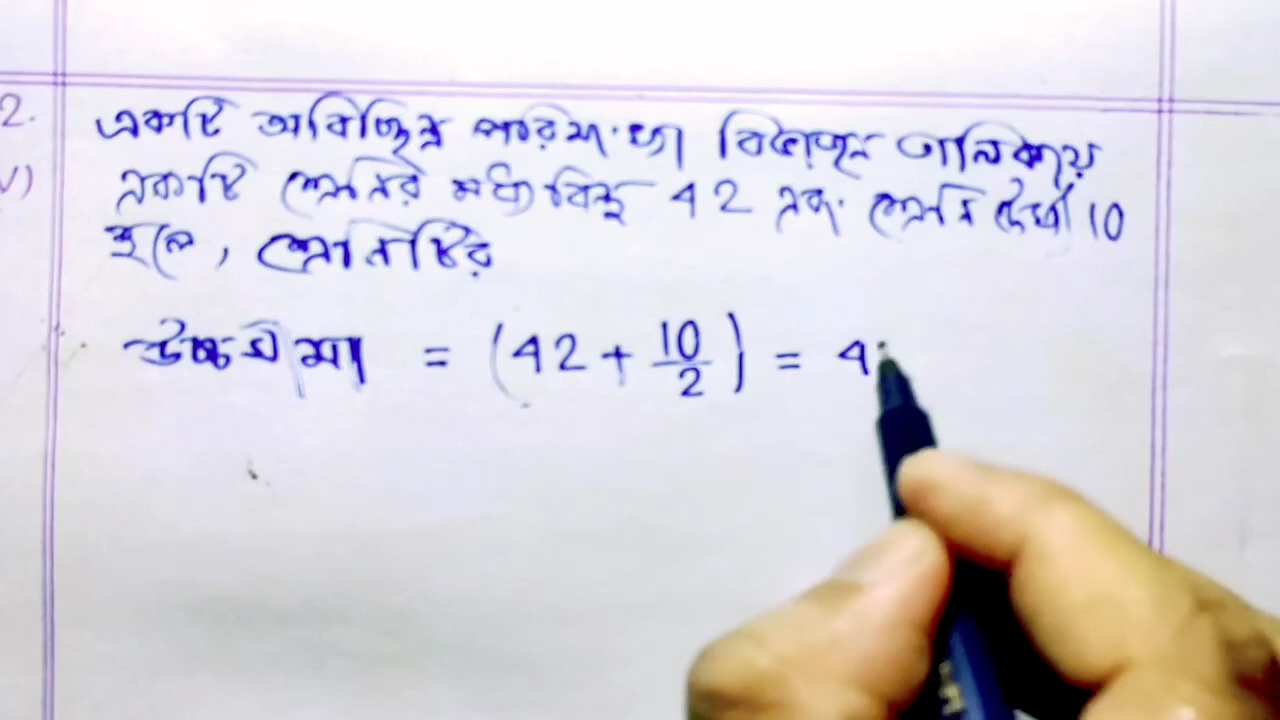 2. একটি অবিচ্ছিন্ন পরিসংখ্যা বিভাজন তালিকায়
V) একটি শ্রেনির মধ্যবিন্দু 42 এবং শ্রেনি দৈর্ঘ্য 10
হলে, শ্রেনিটির
উচ্চসীমা = (42 + 10/2) = 4